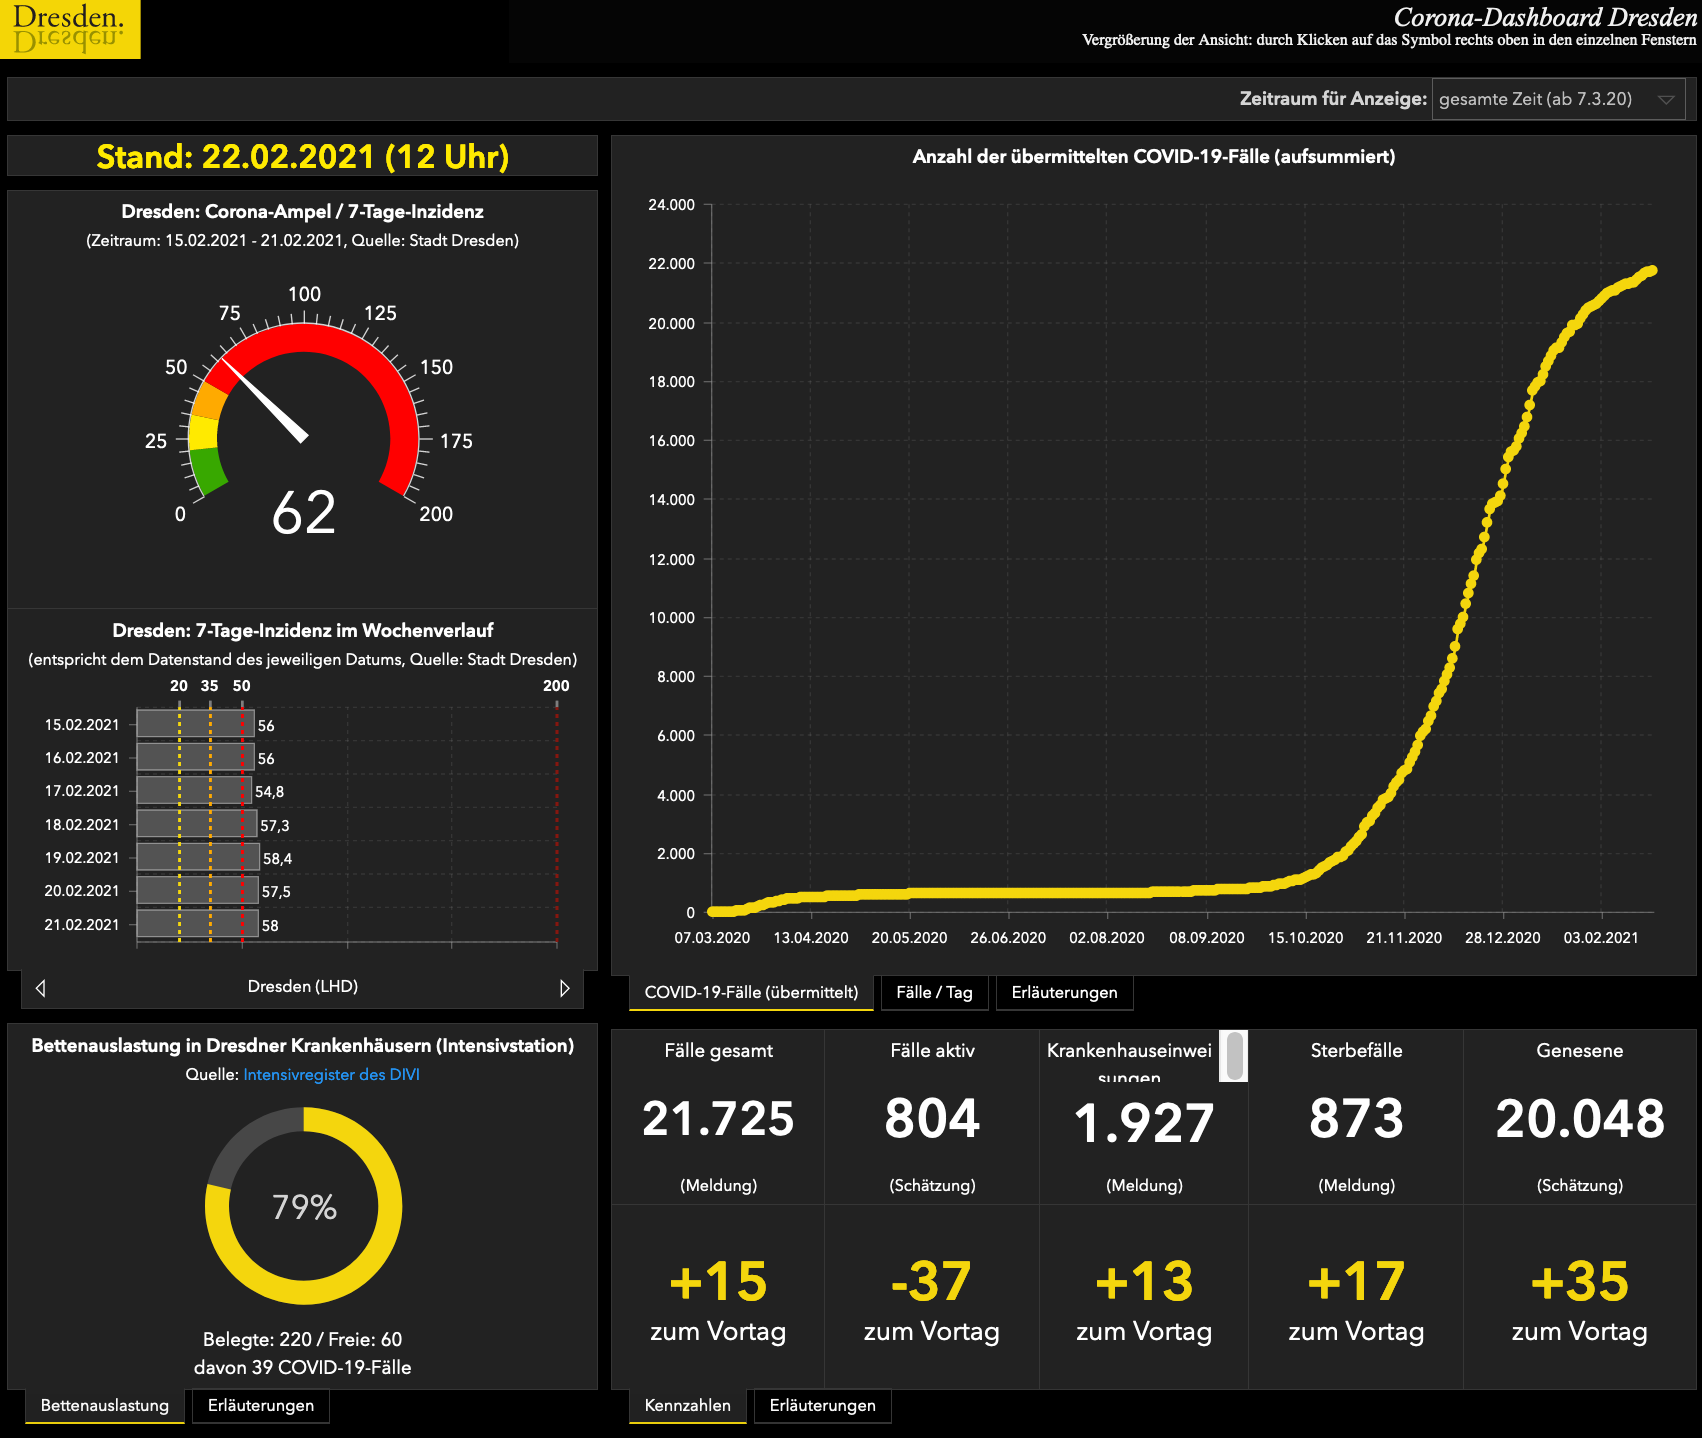 Dresden.
Dresden.
Corona-Dashboard Dresden
Vergrößerung der Ansicht: durch Klicken auf das Symbol rechts oben in den einzelnen Fenstern
Zeitraum für Anzeige: gesamte Zeit (ab 7.3.20)
Stand: 22.02.2021 (12 Uhr)
Dresden: Corona-Ampel / 7-Tage-Inzidenz
(Zeitraum: 15.02.2021 - 21.02.2021, Quelle: Stadt Dresden)
0
25
50
75
100
125
150
175
200
62
Dresden: 7-Tage-Inzidenz im Wochenverlauf
(entspricht dem Datenstand des jeweiligen Datums, Quelle: Stadt Dresden)
20 35 50 200
15.02.2021 56
16.02.2021 56
17.02.2021 54,8
18.02.2021 57,3
19.02.2021 58,4
20.02.2021 57,5
21.02.2021 58
Dresden (LHD)
Anzahl der übermittelten COVID-19-Fälle (aufsummiert)
24.000
22.000
20.000
18.000
16.000
14.000
12.000
10.000
8.000
6.000
4.000
2.000
0
07.03.2020 13.04.2020 20.05.2020 26.06.2020 02.08.2020 08.09.2020 15.10.2020 21.11.2020 28.12.2020 03.02.2021
COVID-19-Fälle (übermittelt) Fälle / Tag Erläuterungen
Bettenauslastung in Dresdner Krankenhäusern (Intensivstation)
Quelle: Intensivregister des DIVI
79%
Belegte: 220 / Freie: 60
davon 39 COVID-19-Fälle
Bettenauslastung Erläuterungen
Fälle gesamt
21.725
(Meldung)
+15
zum Vortag
Fälle aktiv
804
(Schätzung)
-37
zum Vortag
Krankenhauseinwei
sungen
1.927
(Meldung)
+13
zum Vortag
Sterbefälle
873
(Meldung)
+17
zum Vortag
Genesene
20.048
(Schätzung)
+35
zum Vortag
Kennzahlen Erläuterungen